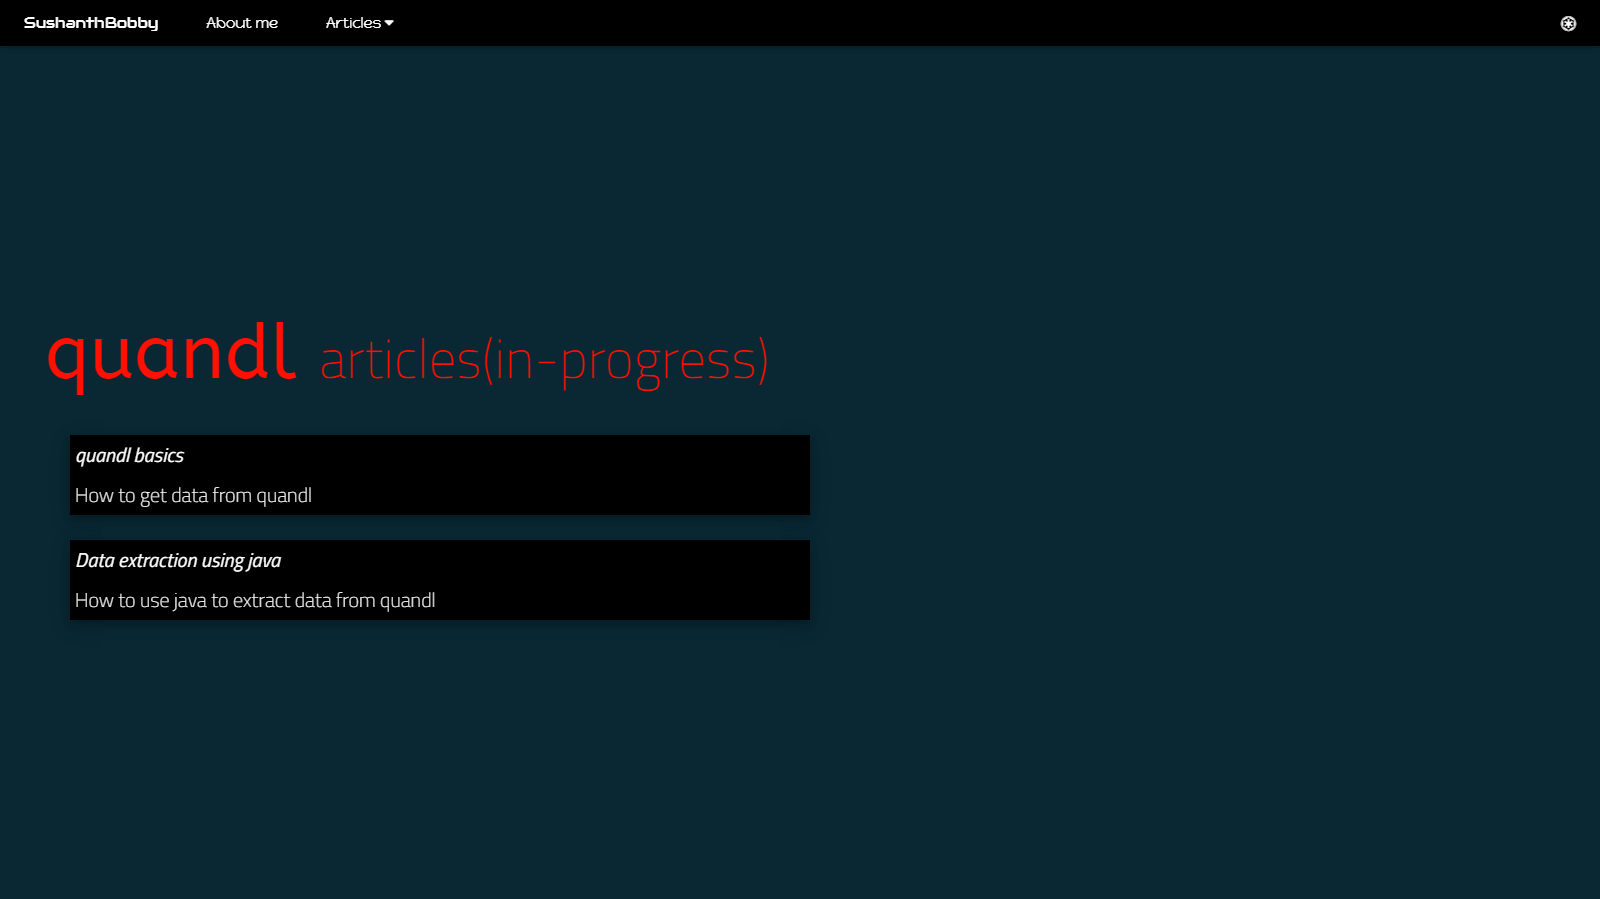 SushanthBobby About me Articles
quandl articles(in-progress)
quandl basics
How to get data from quandl
Data extraction using java
How to use java to extract data from quandl